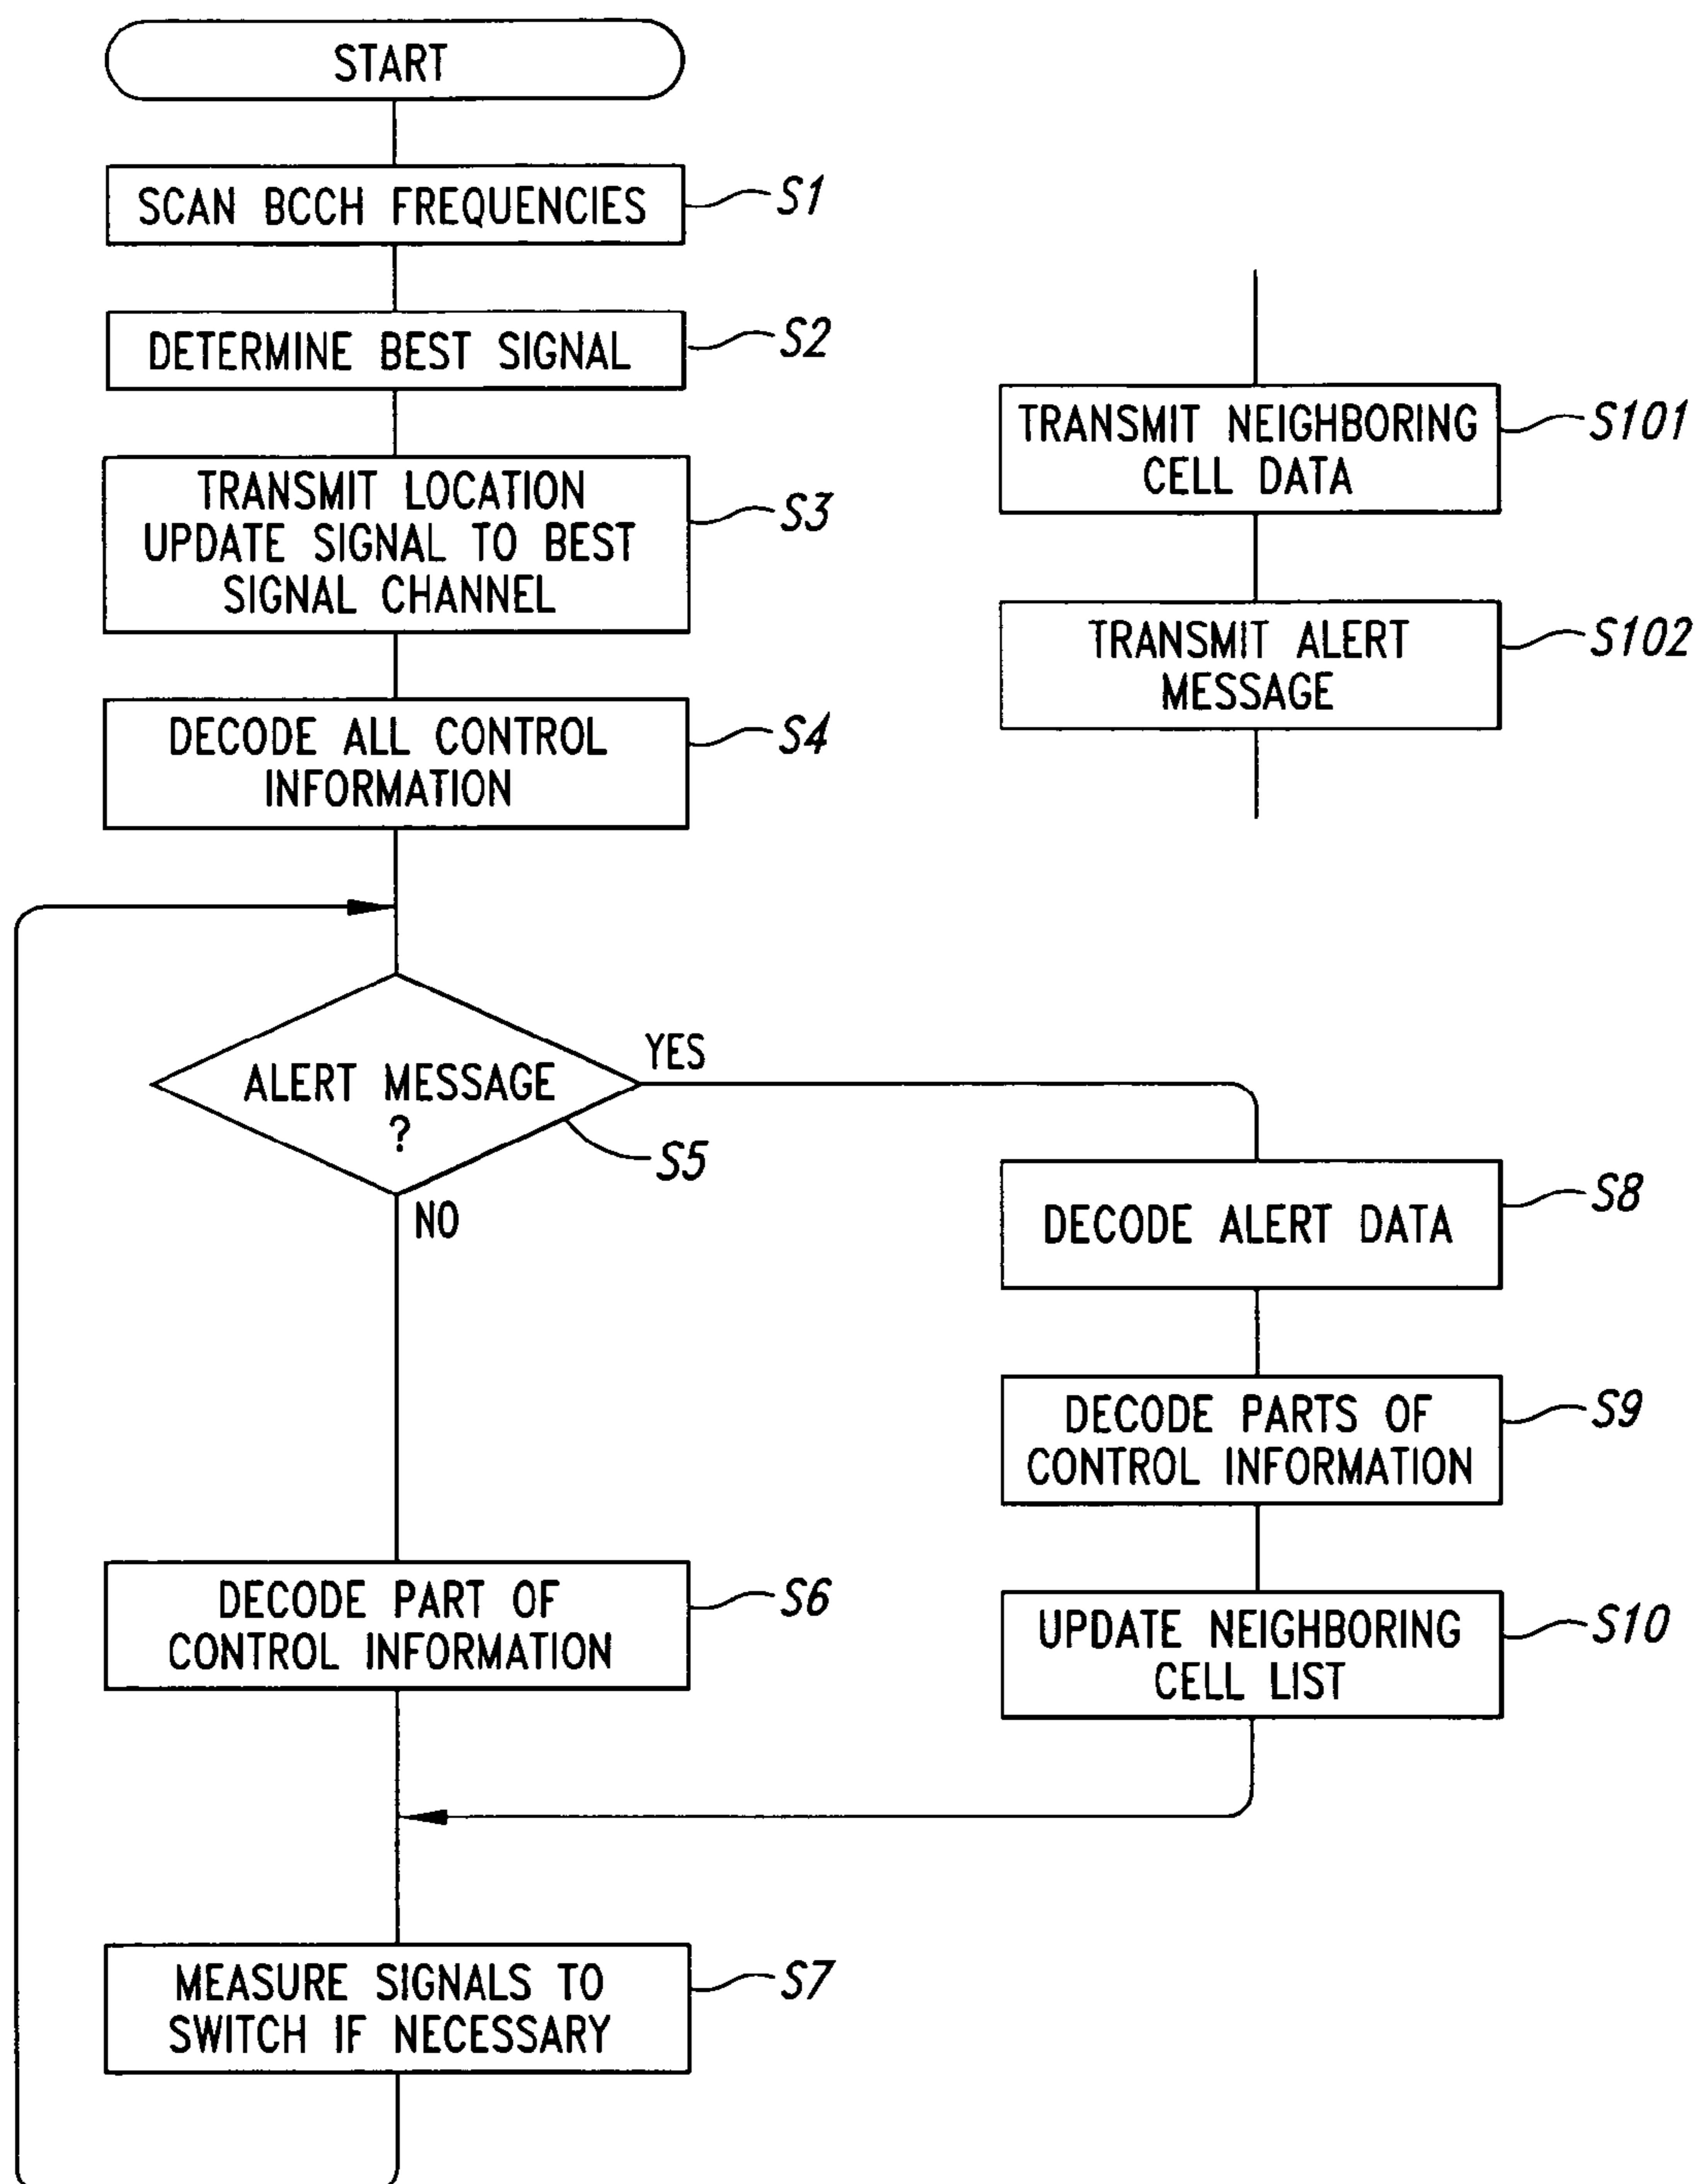 START
SCAN BCCH FREQUENCIES
S1
DETERMINE BEST SIGNAL
S2
TRANSMIT LOCATION
UPDATE SIGNAL TO BEST
SIGNAL CHANNEL
S3
DECODE ALL CONTROL
INFORMATION
S4
TRANSMIT NEIGHBORING
CELL DATA
S101
TRANSMIT ALERT
MESSAGE
S102
ALERT MESSAGE
?
S5
YES
NO
DECODE ALERT DATA
S8
DECODE PARTS OF
CONTROL INFORMATION
S9
UPDATE NEIGHBORING
CELL LIST
S10
DECODE PART OF
CONTROL INFORMATION
S6
MEASURE SIGNALS TO
SWITCH IF NECESSARY
S7